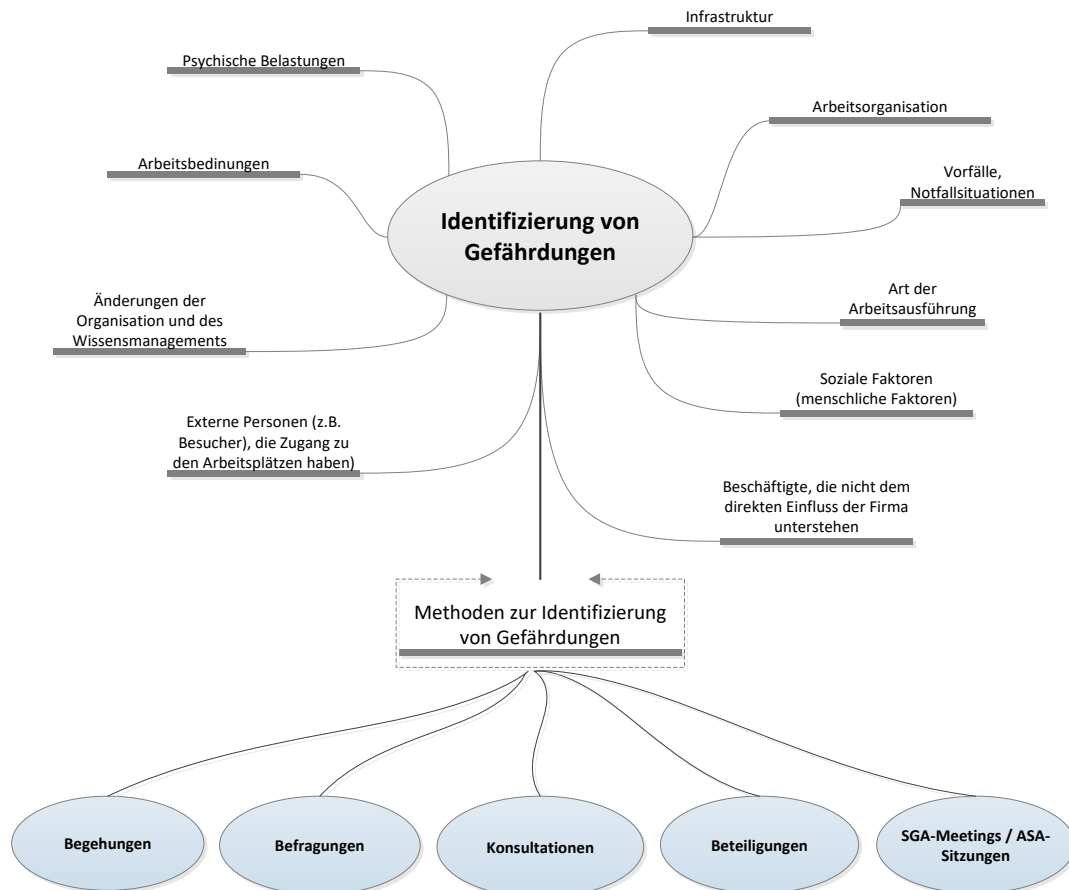 Infrastruktur
Psychische Belastungen
Arbeitsorganisation
Arbeitsbedinungen
Vorfälle,
Notfallsituationen
Identifizierung von
Gefährdungen
Art der
Arbeitsausführung
Änderungen der
Organisation und des
Wissensmanagements
Soziale Faktoren
(menschliche Faktoren)
Externe Personen (z.B.
Besucher), die Zugang zu
den Arbeitsplätzen haben)
Beschäftigte, die nicht dem
direkten Einfluss der Firma
unterstehen
Methoden zur Identifizierung
von Gefährdungen
Begehungen
Befragungen
Konsultationen
Beteiligungen
SGA-Meetings / ASA-
Sitzungen